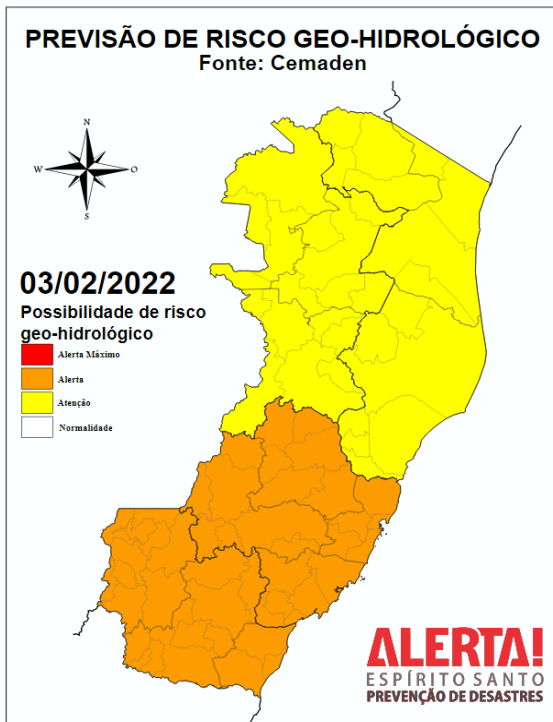 PREVISÃO DE RISCO GEO-HIDROLÓGICO
Fonte: Cemaden
N
W
O
S
03/02/2022
Possibilidade de risco
geo-hidrológico
Alerta Máximo
Alerta
Atenção
Normalidade
ALERTA!
ESPÍRITO SANTO
PREVENÇÃO DE DESASTRES